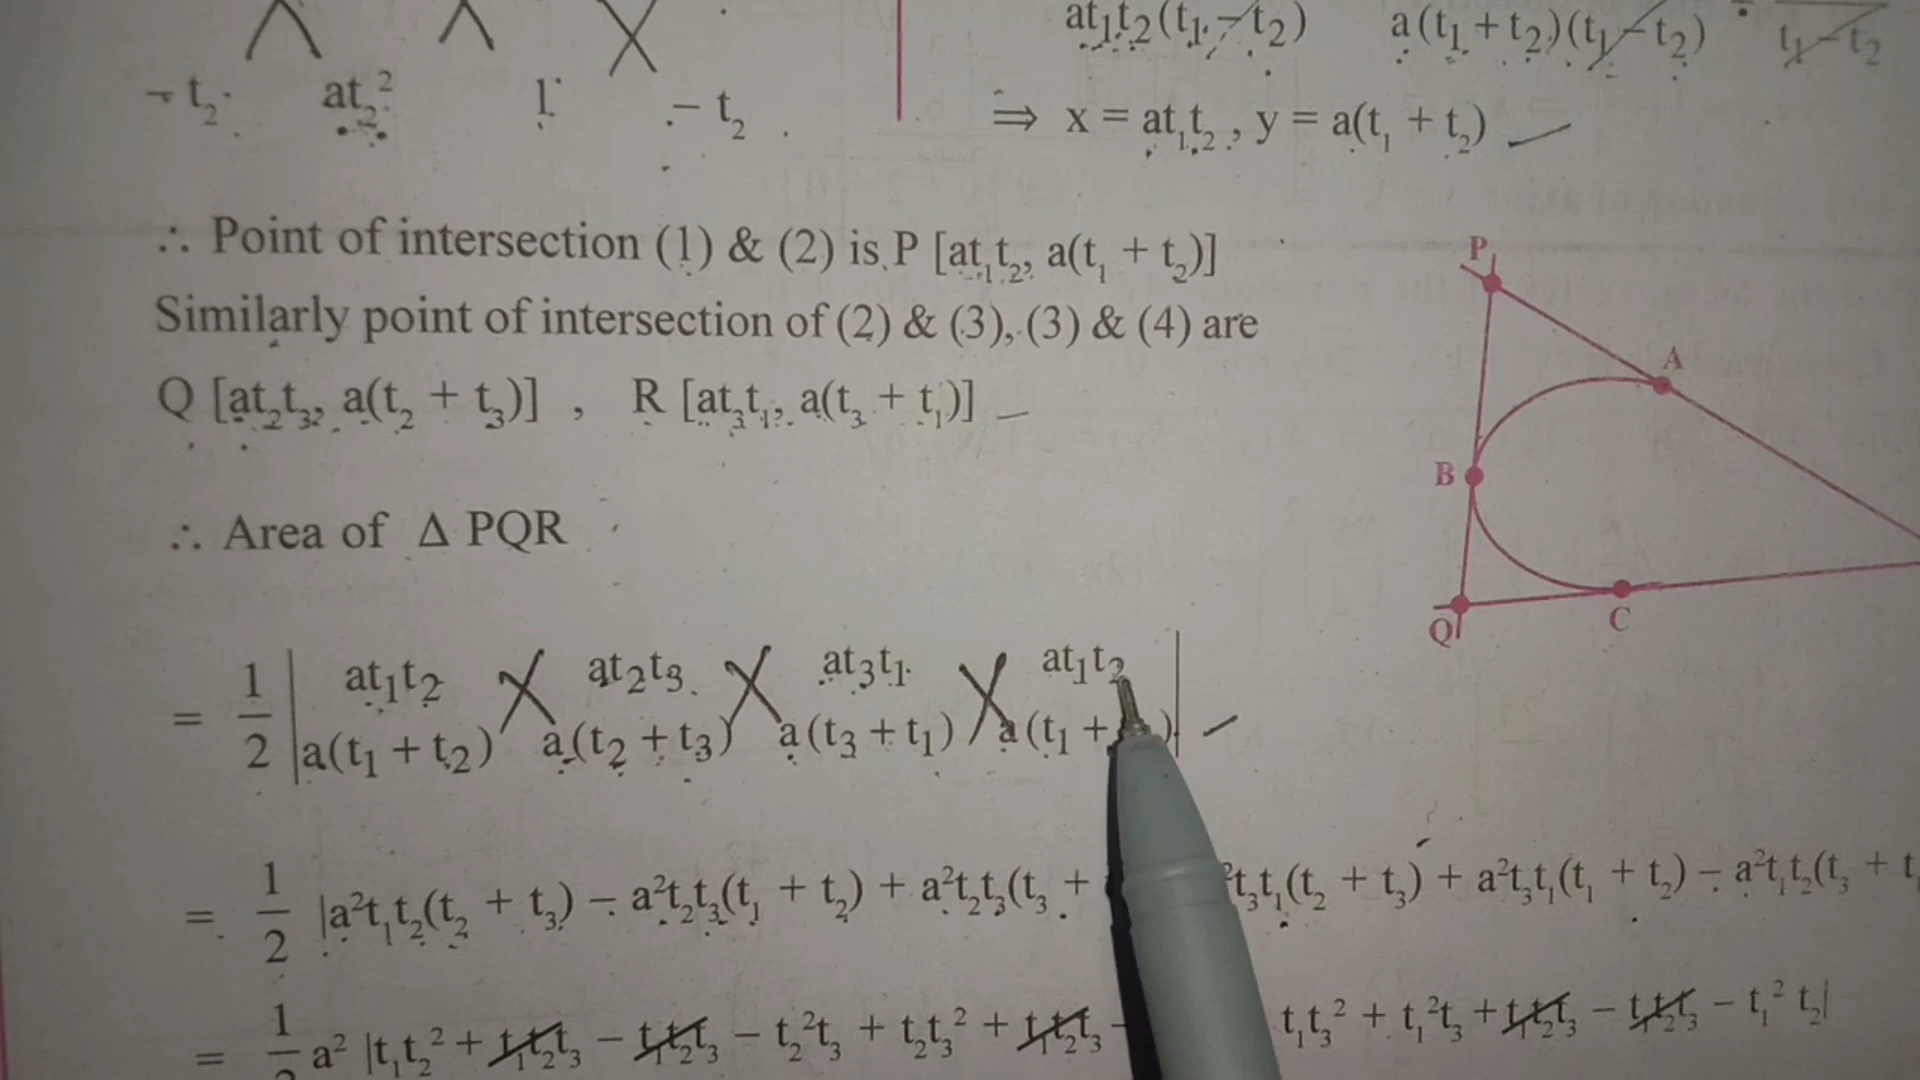 at₁t₂(t₁ − t₂) a(t₁ + t₂)(t₁ − t₂) t₁ − t₂
− t₂ at₂² 1 − t₂
⇒ x = at₁t₂ , y = a(t₁ + t₂)
∴ Point of intersection (1) & (2) is P [at₁t₂, a(t₁ + t₂)]
Similarly point of intersection of (2) & (3), (3) & (4) are
Q [at₂t₃, a(t₂ + t₃)] , R [at₃t₁, a(t₃ + t₁)]
P
A
B
C
Q
∴ Area of Δ PQR
= 1/2 | at₁t₂ at₂t₃ at₃t₁ at₁t₂ |
a(t₁ + t₂) a(t₂ + t₃) a(t₃ + t₁) a(t₁ + )
= 1/2 |a²t₁t₂(t₂ + t₃) − a²t₂t₃(t₁ + t₂) + a²t₂t₃(t₃ + ²t₃t₁(t₂ + t₃) + a²t₃t₁(t₁ + t₂) − a²t₁t₂(t₃ + t
= 1/2 a² |t₁t₂² + t₁t₂t₃ − t₁t₂t₃ − t₂²t₃ + t₂t₃² + t₁t₂t₃ − t₁t₃² + t₁²t₃ + t₁t₂t₃ − t₁t₂t₃ − t₁² t₂|